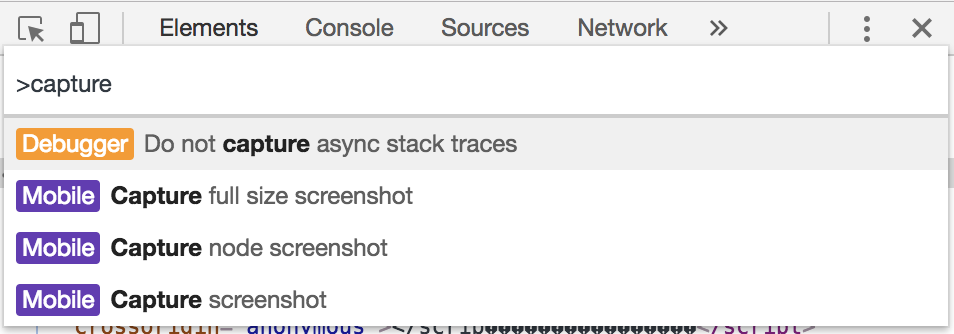 Elements Console Sources Network »
>capture
Debugger Do not capture async stack traces
Mobile Capture full size screenshot
Mobile Capture node screenshot
Mobile Capture screenshot